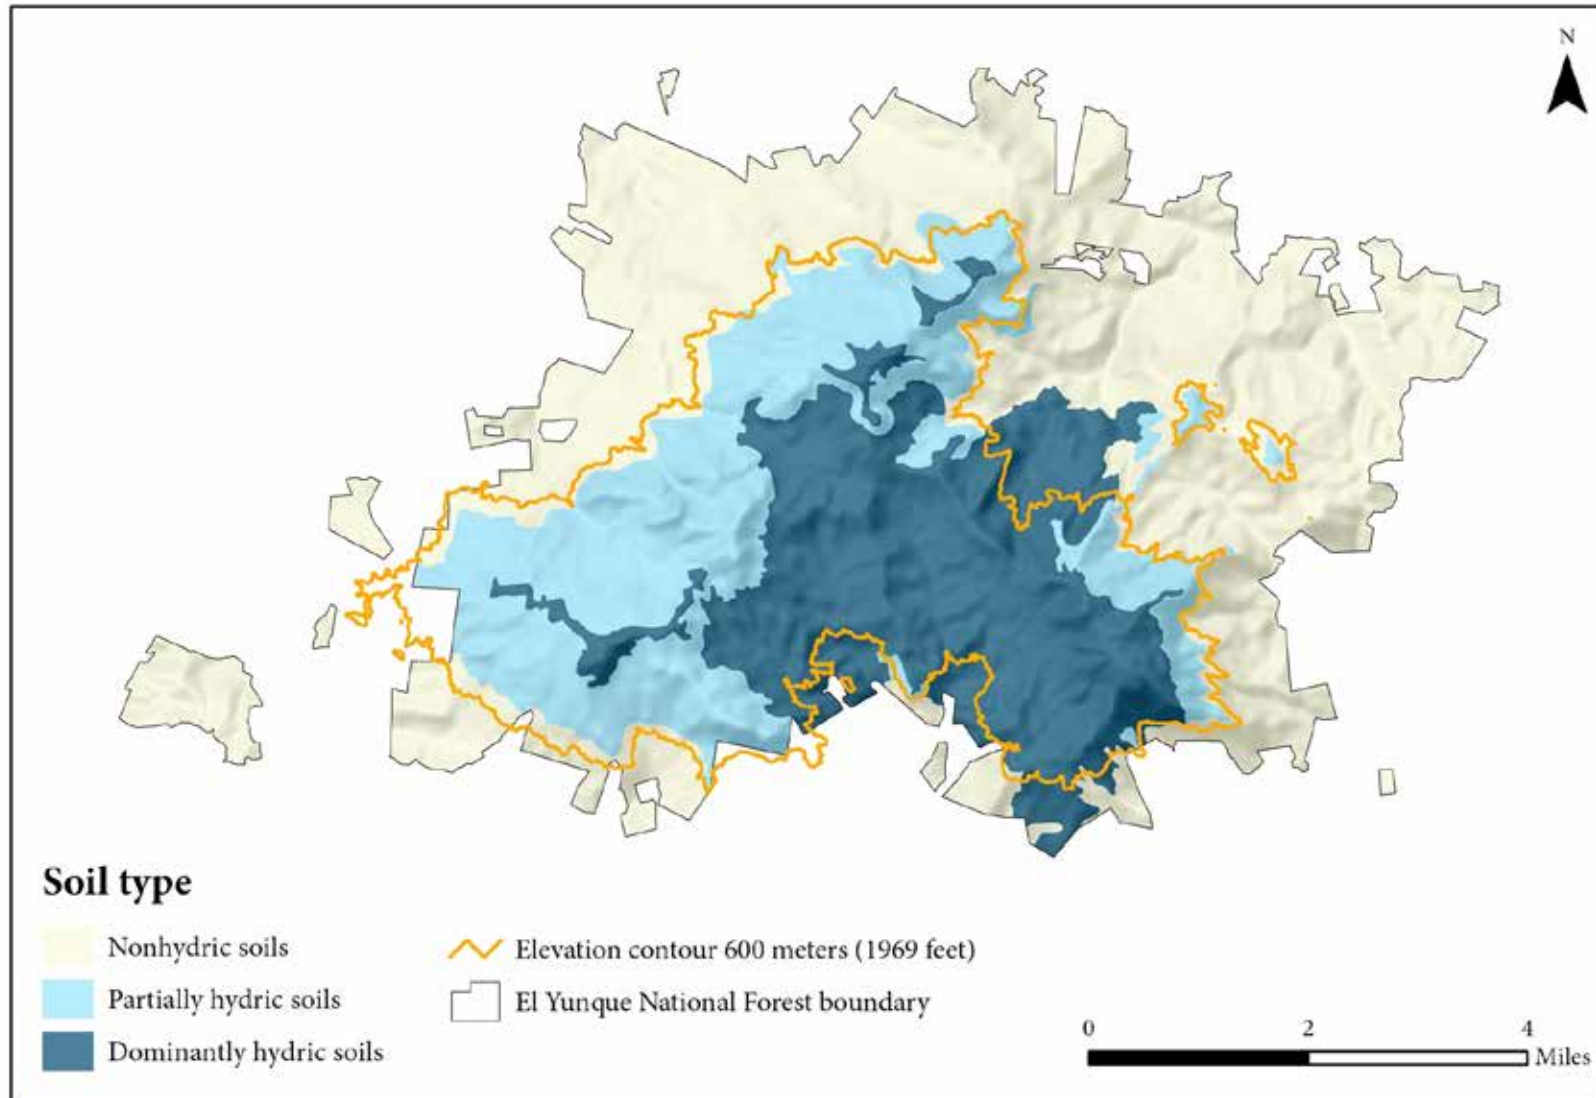 N
Soil type
Nonhydric soils
Partially hydric soils
Dominantly hydric soils
Elevation contour 600 meters (1969 feet)
El Yunque National Forest boundary
0 2 4
Miles